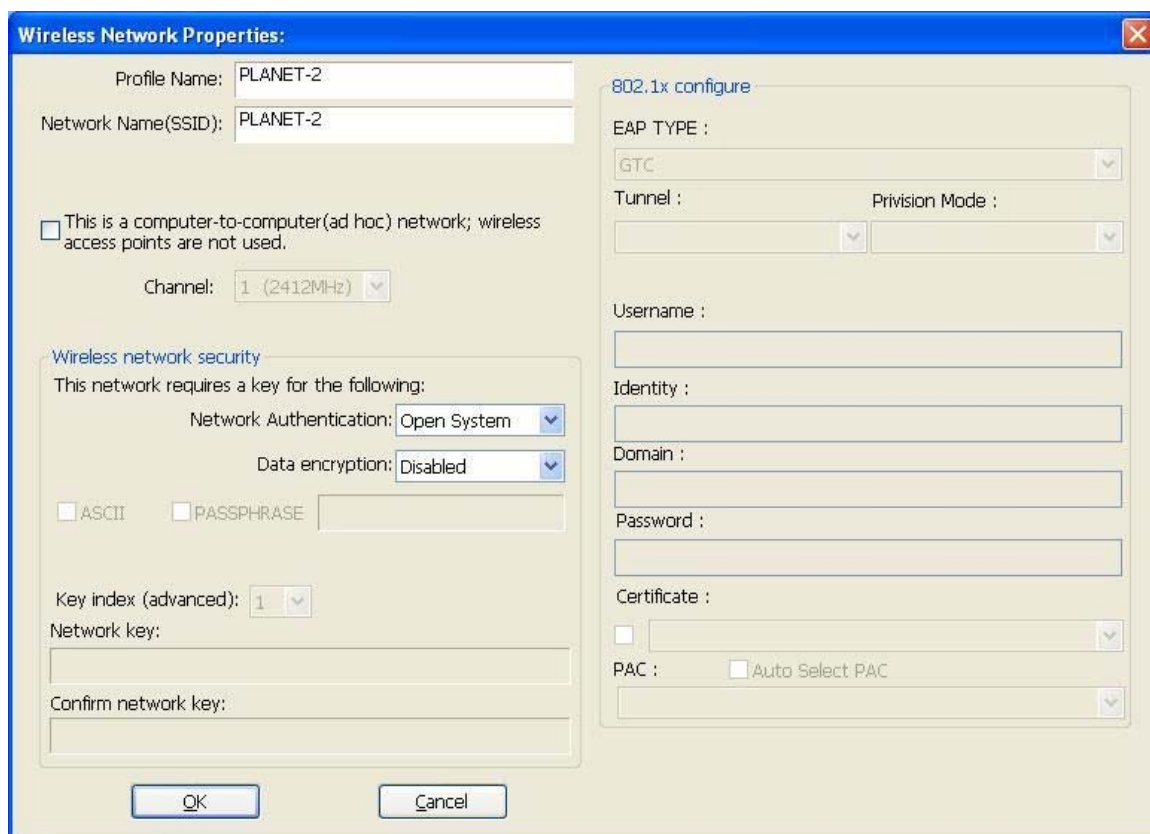 Wireless Network Properties:
Profile Name: PLANET-2
Network Name(SSID): PLANET-2
This is a computer-to-computer(ad hoc) network; wireless
access points are not used.
Channel: 1 (2412MHz)
Wireless network security
This network requires a key for the following:
Network Authentication: Open System
Data encryption: Disabled
ASCII PASSPHRASE
Key index (advanced): 1
Network key:
Confirm network key:
OK Cancel
802.1x configure
EAP TYPE :
GTC
Tunnel : Privision Mode :
Username :
Identity :
Domain :
Password :
Certificate :
PAC : Auto Select PAC